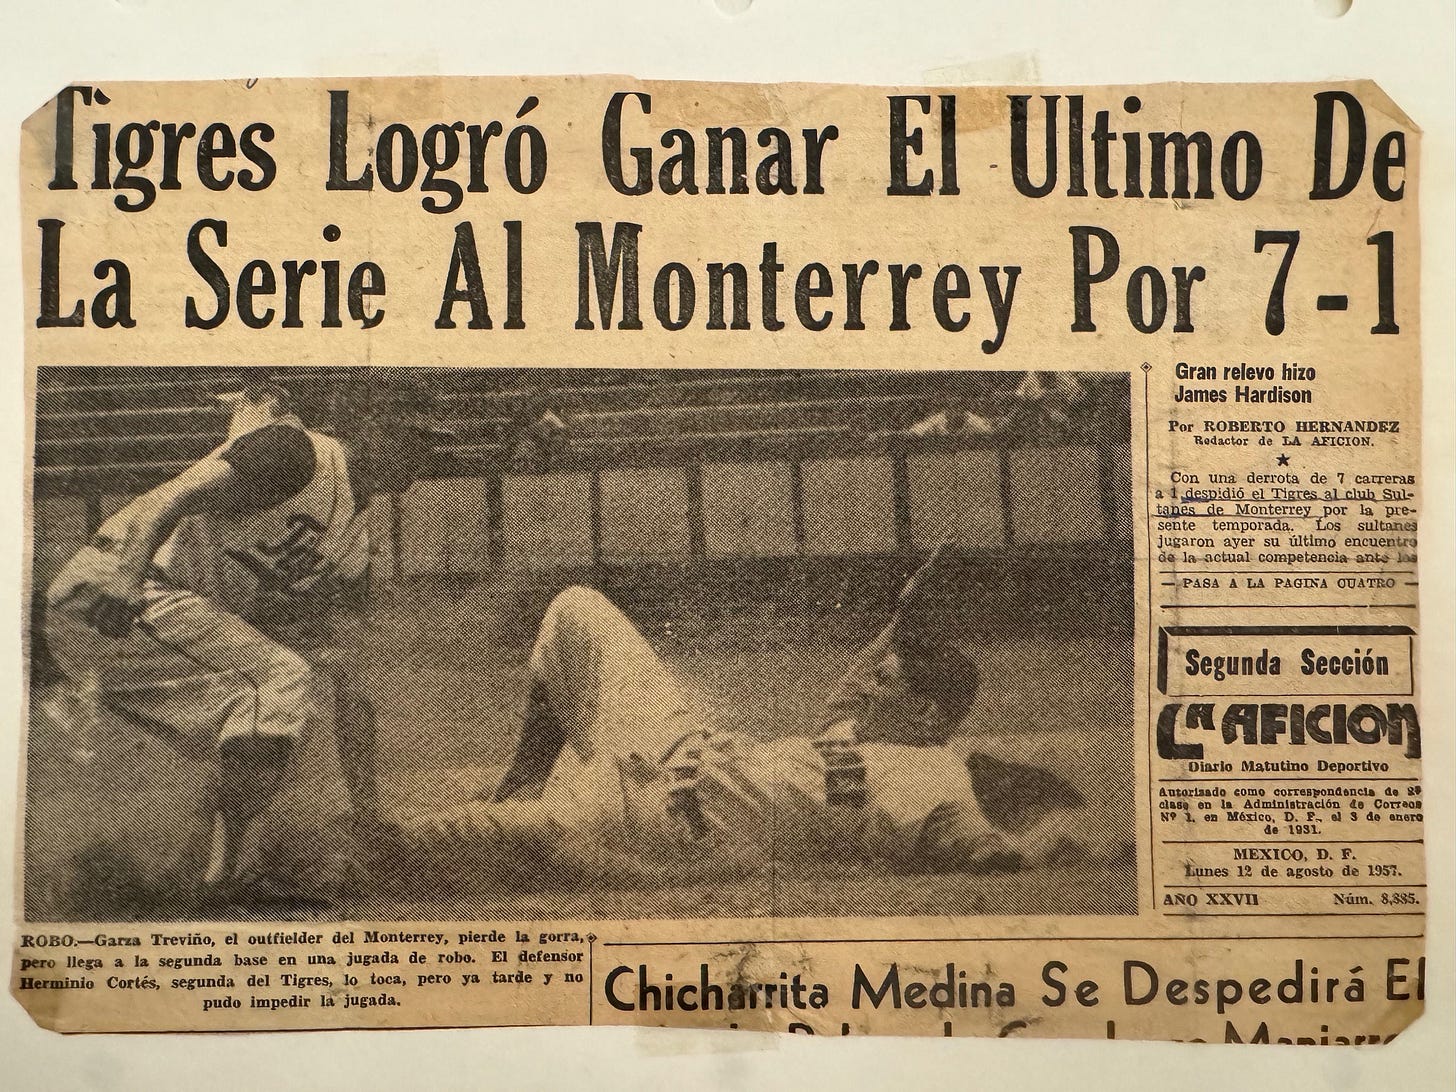 Tigres Logró Ganar El Ultimo De
La Serie Al Monterrey Por 7-1
Gran relevo hizo
James Hardison
Por ROBERTO HERNANDEZ
Redactor de LA AFICION.
Con una derrota de 7 carreras
a 1 despidió el Tigres al club Sul-
tanes de Monterrey por la pre-
sente temporada. Los sultanes
jugaron ayer su último encuentro
de la actual competencia ante los
— PASA A LA PAGINA CUATRO —
Segunda Sección
LA AFICION
Diario Matutino Deportivo
Autorizado como correspondencia de 2ª
clase en la Administración de Correos
Nº 1, en México, D. F., el 3 de enero
de 1931.
MEXICO, D. F.
Lunes 12 de agosto de 1957.
AÑO XXVII Núm. 8,885.
ROBO.—Garza Treviño, el outfielder del Monterrey, pierde la gorra,
pero llega a la segunda base en una jugada de robo. El defensor
Herminio Cortés, segunda del Tigres, lo toca, pero ya tarde y no
pudo impedir la jugada.
Chicharrita Medina Se Despedirá El